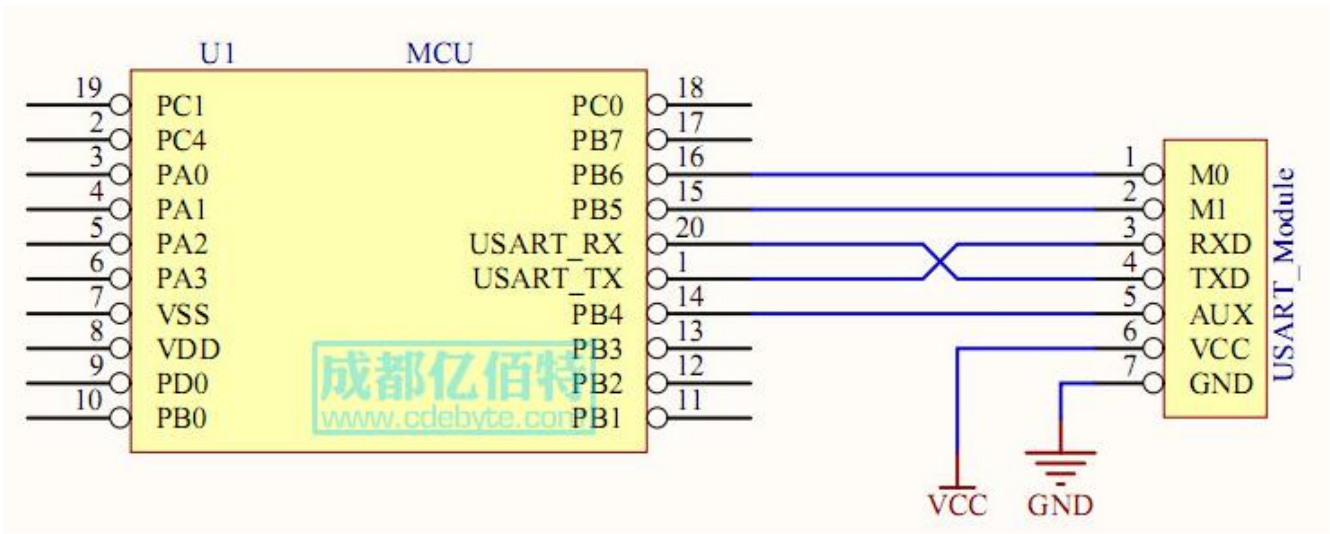 U1 MCU
19 PC1 PC0 18
2 PC4 PB7 17
3 PA0 PB6 16
4 PA1 PB5 15
5 PA2 USART_RX 20
6 PA3 USART_TX 1
7 VSS PB4 14
8 VDD PB3 13
9 PD0 PB2 12
10 PB0 PB1 11
成都亿佰特
www.cdebyte.com
1 M0
2 M1
3 RXD
4 TXD
5 AUX
6 VCC
7 GND
USART_Module
VCC GND